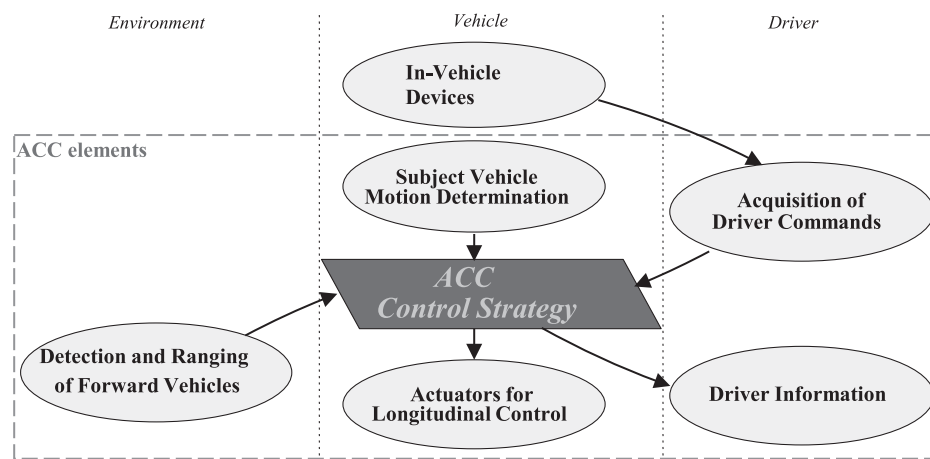 Environment
Vehicle
Driver
In-Vehicle
Devices
ACC elements
Subject Vehicle
Motion Determination
Acquisition of
Driver Commands
ACC
Control Strategy
Detection and Ranging
of Forward Vehicles
Actuators for
Longitudinal Control
Driver Information